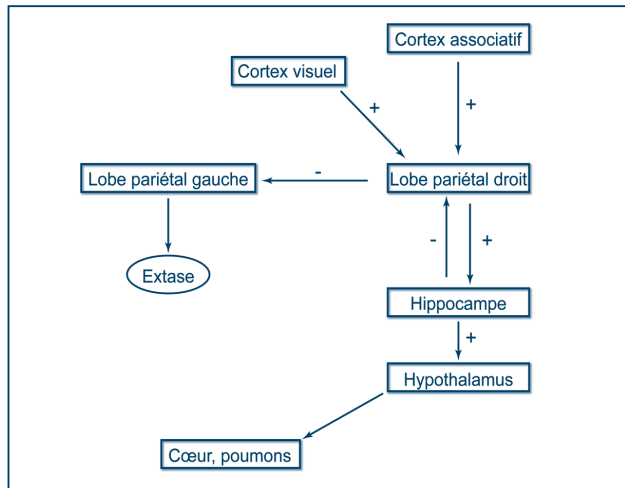 Cortex associatif
Cortex visuel
+
+
Lobe pariétal gauche
-
Lobe pariétal droit
-
+
Extase
Hippocampe
+
Hypothalamus
Cœur, poumons